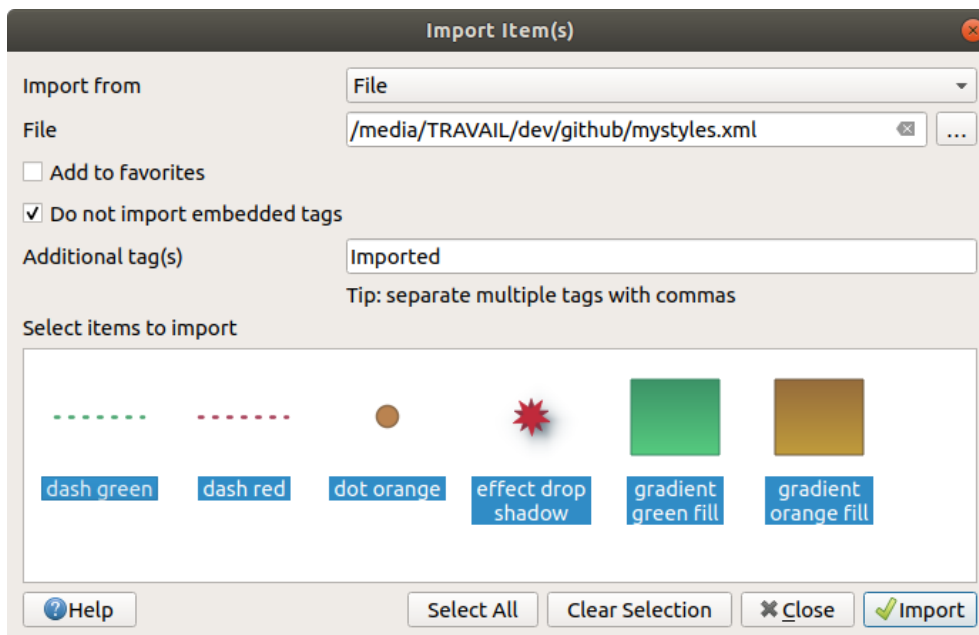 Import Item(s)
Import from
File
File
/media/TRAVAIL/dev/github/mystyles.xml
...
Add to favorites
Do not import embedded tags
Additional tag(s)
Imported
Tip: separate multiple tags with commas
Select items to import
dash green
dash red
dot orange
effect drop
shadow
gradient
green fill
gradient
orange fill
Help
Select All
Clear Selection
Close
Import